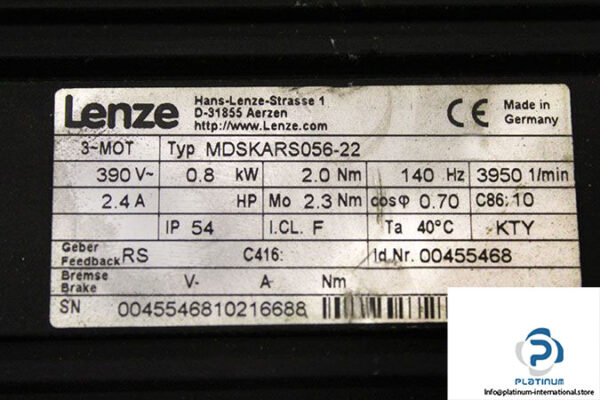 Lenze
Hans-Lenze-Strasse 1
D-31855 Aerzen
http://www.Lenze.com
CE
Made in
Germany
3~MOT Typ MDSKARS056-22
390 V~ 0.8 kW 2.0 Nm 140 Hz 3950 1/min
2.4 A HP Mo 2.3 Nm cosφ 0.70 C86: 10
IP 54 I.CL. F Ta 40°C KTY
Geber
Feedback RS C416: Id.Nr. 00455468
Bremse
Brake V- A Nm
SN 0045546810216688
PLATINUM
info@platinum-international.store